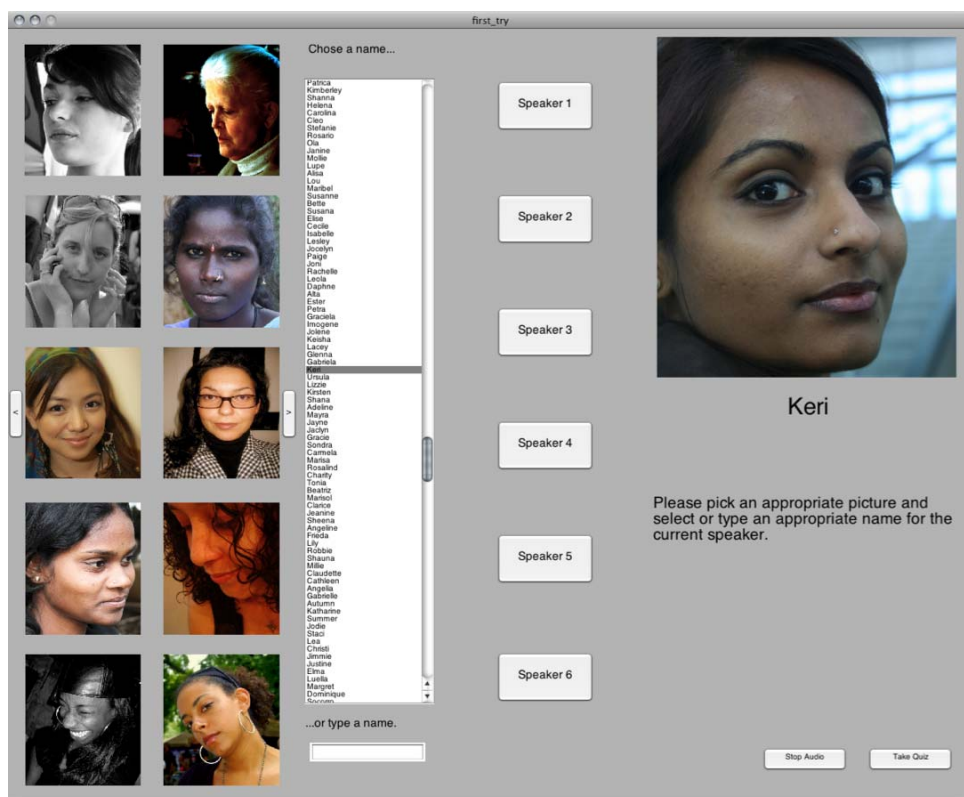 first_try
Chose a name...
Patrica
Kimberley
Shanna
Helena
Carolina
Cleo
Stefanie
Rosario
Ola
Janine
Mollie
Lupe
Alisa
Lou
Maribel
Susanne
Bette
Susana
Elise
Cecile
Isabelle
Lesley
Jocelyn
Paige
Joni
Rachelle
Leola
Daphne
Alta
Ester
Petra
Graciela
Imogene
Jolene
Keisha
Lacey
Glenna
Gabriela
Keri
Ursula
Lizzie
Kirsten
Shana
Adeline
Mayra
Jayne
Jaclyn
Gracie
Sondra
Carmela
Marisa
Rosalind
Charity
Tonia
Beatriz
Marisol
Clarice
Jeanine
Sheena
Angeline
Frieda
Lily
Robbie
Shauna
Millie
Claudette
Cathleen
Angelia
Gabrielle
Autumn
Katharine
Summer
Jodie
Staci
Lea
Christi
Jimmie
Justine
Elma
Luella
Margret
Dominique
Socorro
...or type a name.
<
>
Speaker 1
Speaker 2
Speaker 3
Speaker 4
Speaker 5
Speaker 6
Keri
Please pick an appropriate picture and
select or type an appropriate name for the
current speaker.
Stop Audio
Take Quiz